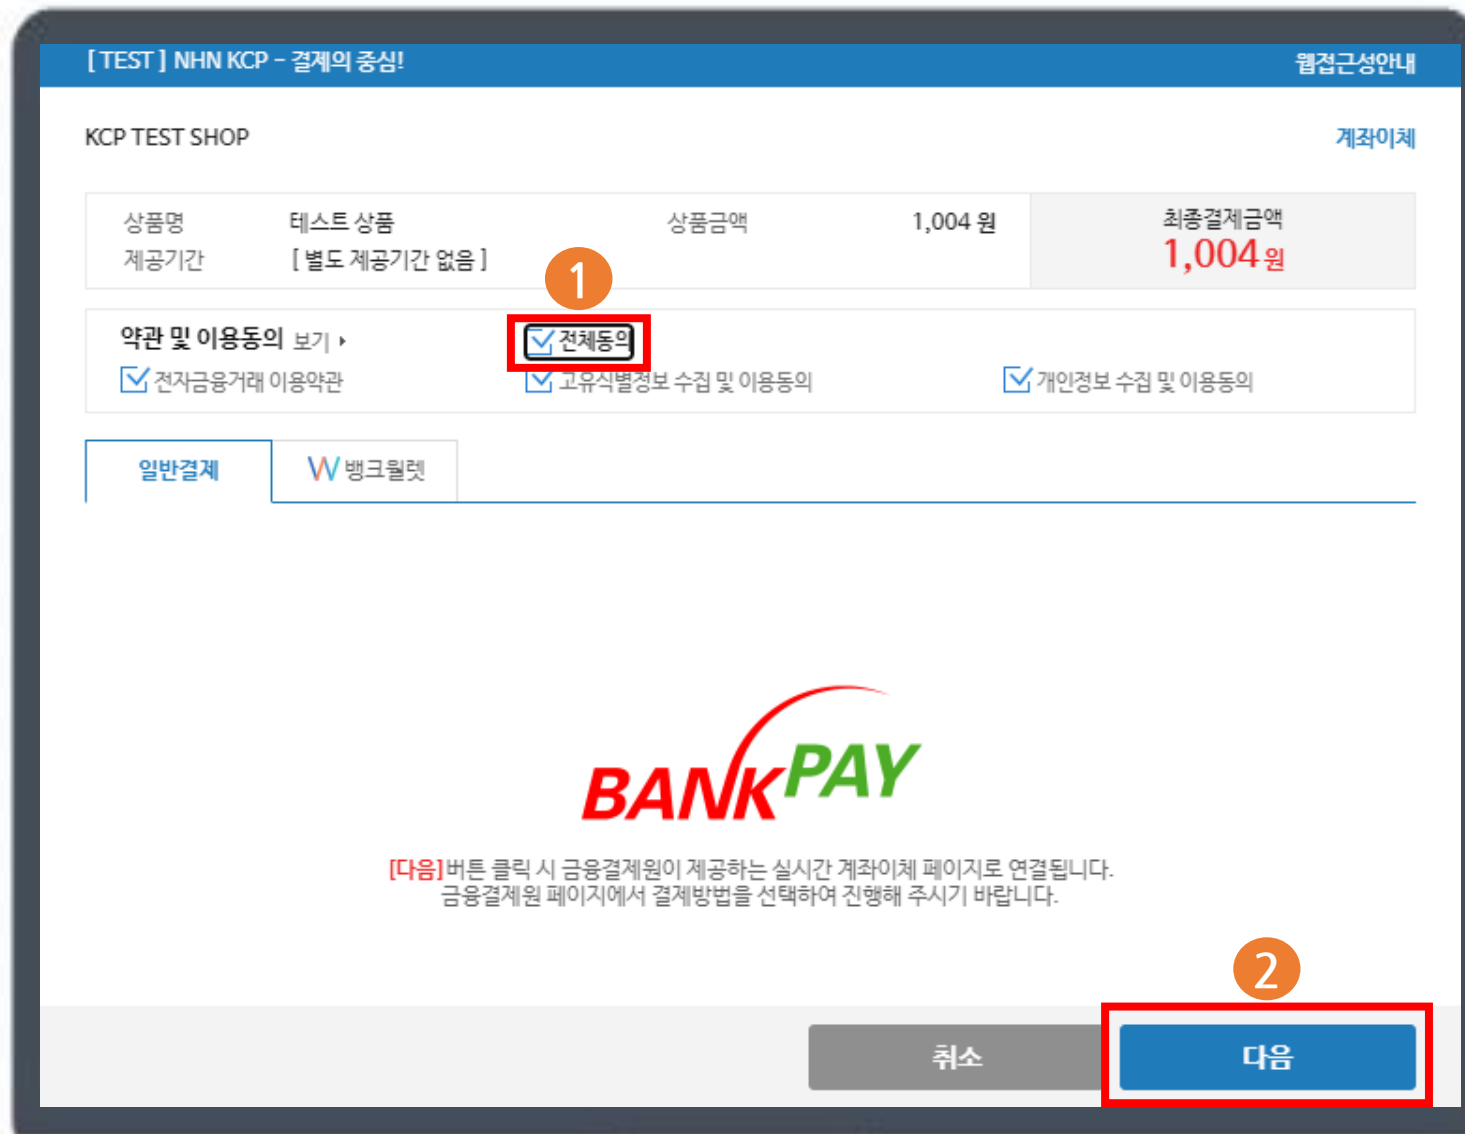 [ TEST ] NHN KCP - 결제의 중심! 웹접근성안내
KCP TEST SHOP 계좌이체
상품명 테스트 상품 상품금액 1,004 원 최종결제금액
제공기간 [ 별도 제공기간 없음 ] 1,004원
1
약관 및 이용동의 보기 전체동의
전자금융거래 이용약관 고유식별정보 수집 및 이용동의 개인정보 수집 및 이용동의
일반결제 W 뱅크월렛
BANKPAY
[다음]버튼 클릭 시 금융결제원이 제공하는 실시간 계좌이체 페이지로 연결됩니다.
금융결제원 페이지에서 결제방법을 선택하여 진행해 주시기 바랍니다.
2
취소 다음